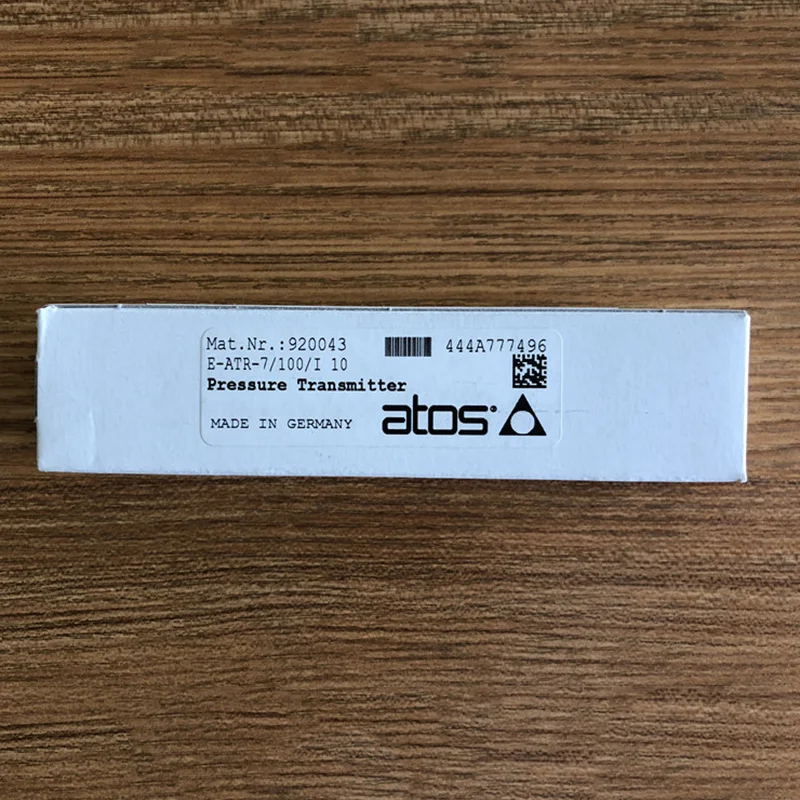 Mat.Nr.:920043 444A777496
E-ATR-7/100/I 10
Pressure Transmitter
MADE IN GERMANY atos®